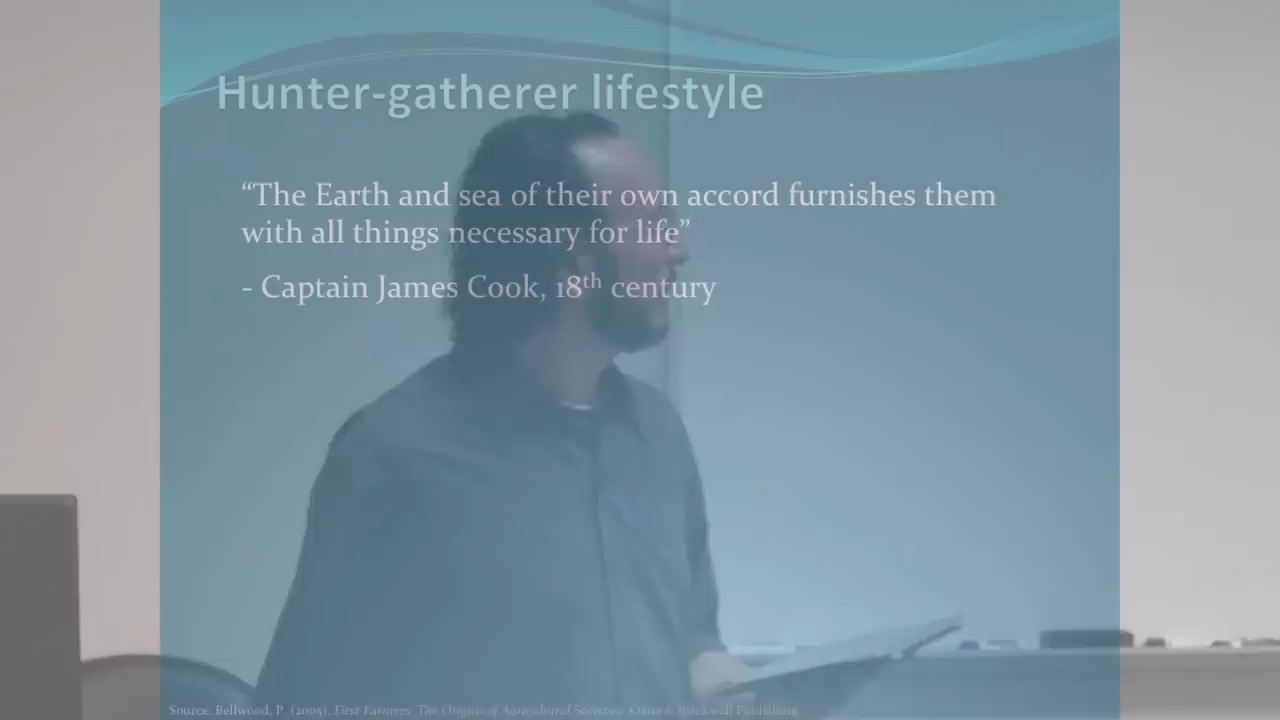 Hunter-gatherer lifestyle
“The Earth and sea of their own accord furnishes them
with all things necessary for life”
- Captain James Cook, 18th century
Source: Bellwood, P. (2005). First Farmers: The Origins of Agricultural Societies. Oxford: Blackwell Publishing.